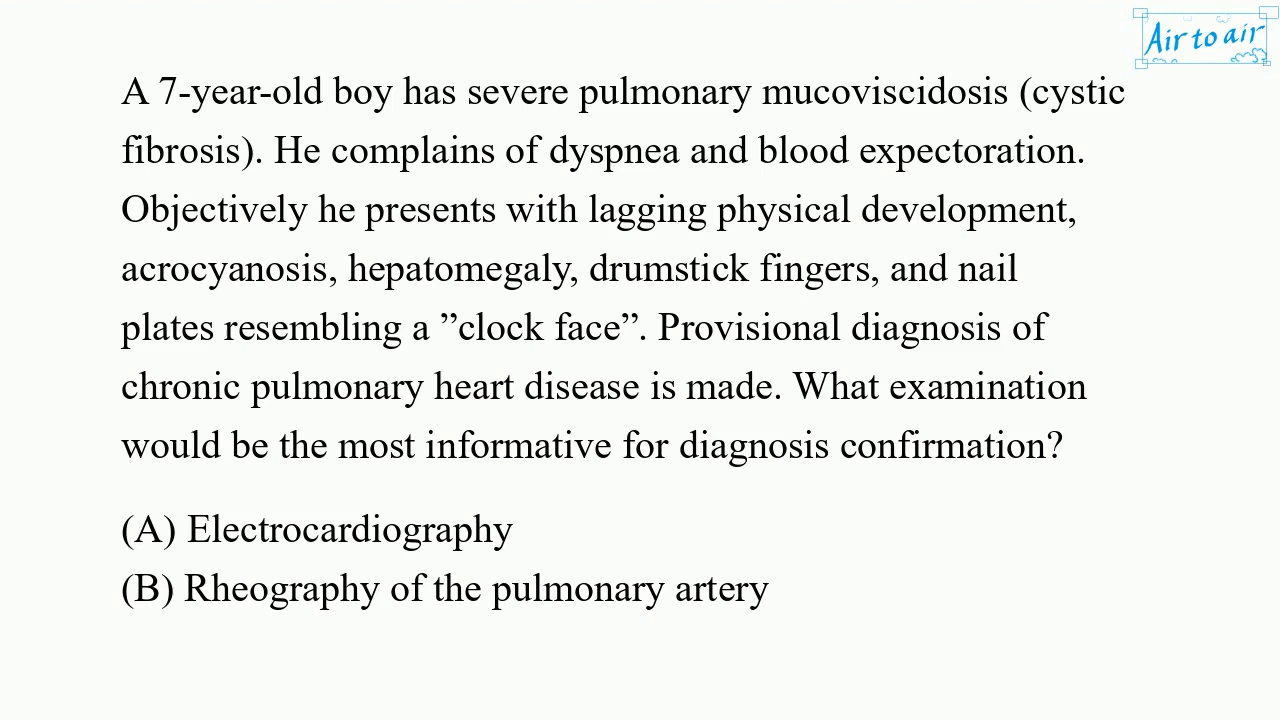 Air to air
A 7-year-old boy has severe pulmonary mucoviscidosis (cystic
fibrosis). He complains of dyspnea and blood expectoration.
Objectively he presents with lagging physical development,
acrocyanosis, hepatomegaly, drumstick fingers, and nail
plates resembling a ”clock face”. Provisional diagnosis of
chronic pulmonary heart disease is made. What examination
would be the most informative for diagnosis confirmation?
(A) Electrocardiography
(B) Rheography of the pulmonary artery